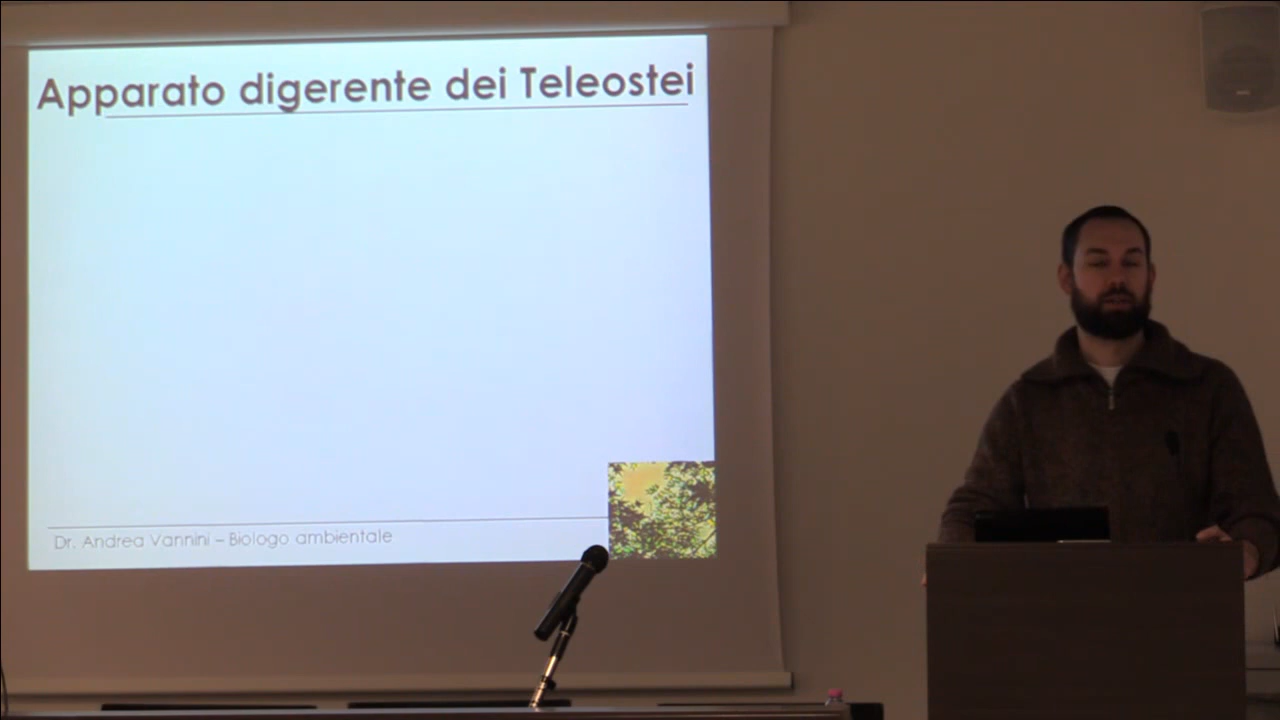 Apparato digerente dei Teleostei
Dr. Andrea Vannini – Biologo ambientale